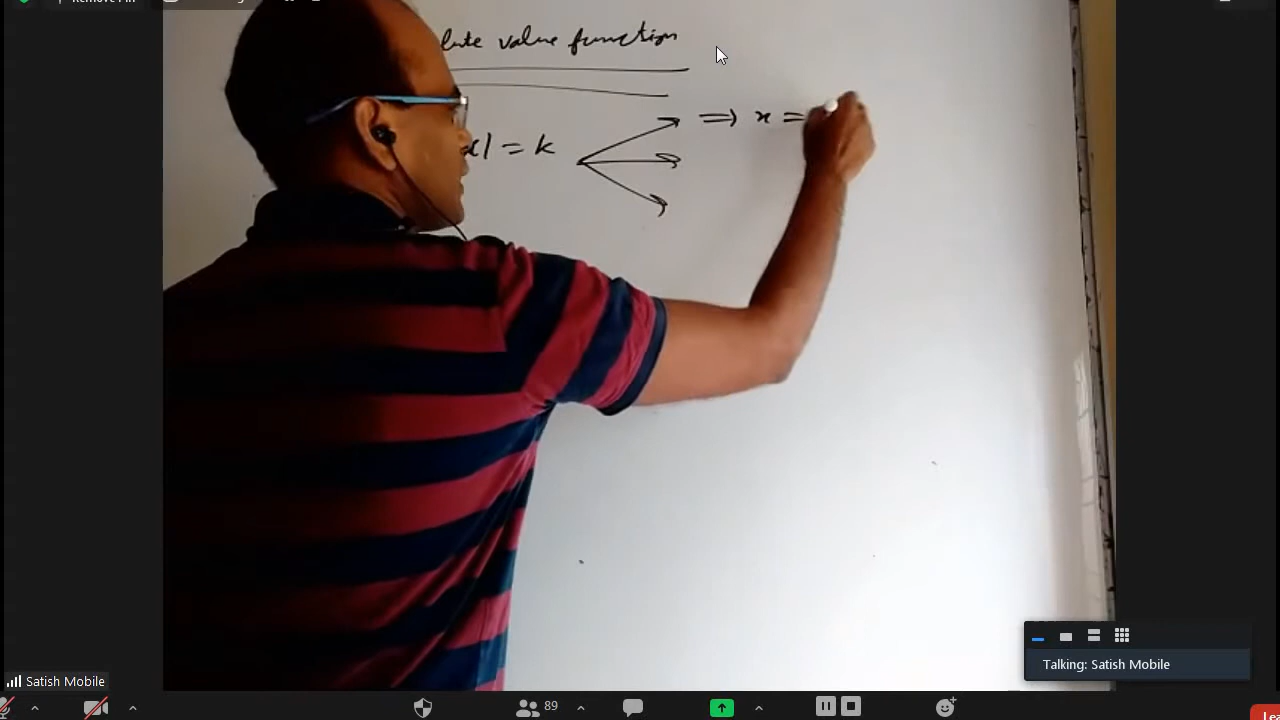 lute value function
x| = k
⇒ x =
Talking: Satish Mobile
Satish Mobile
89